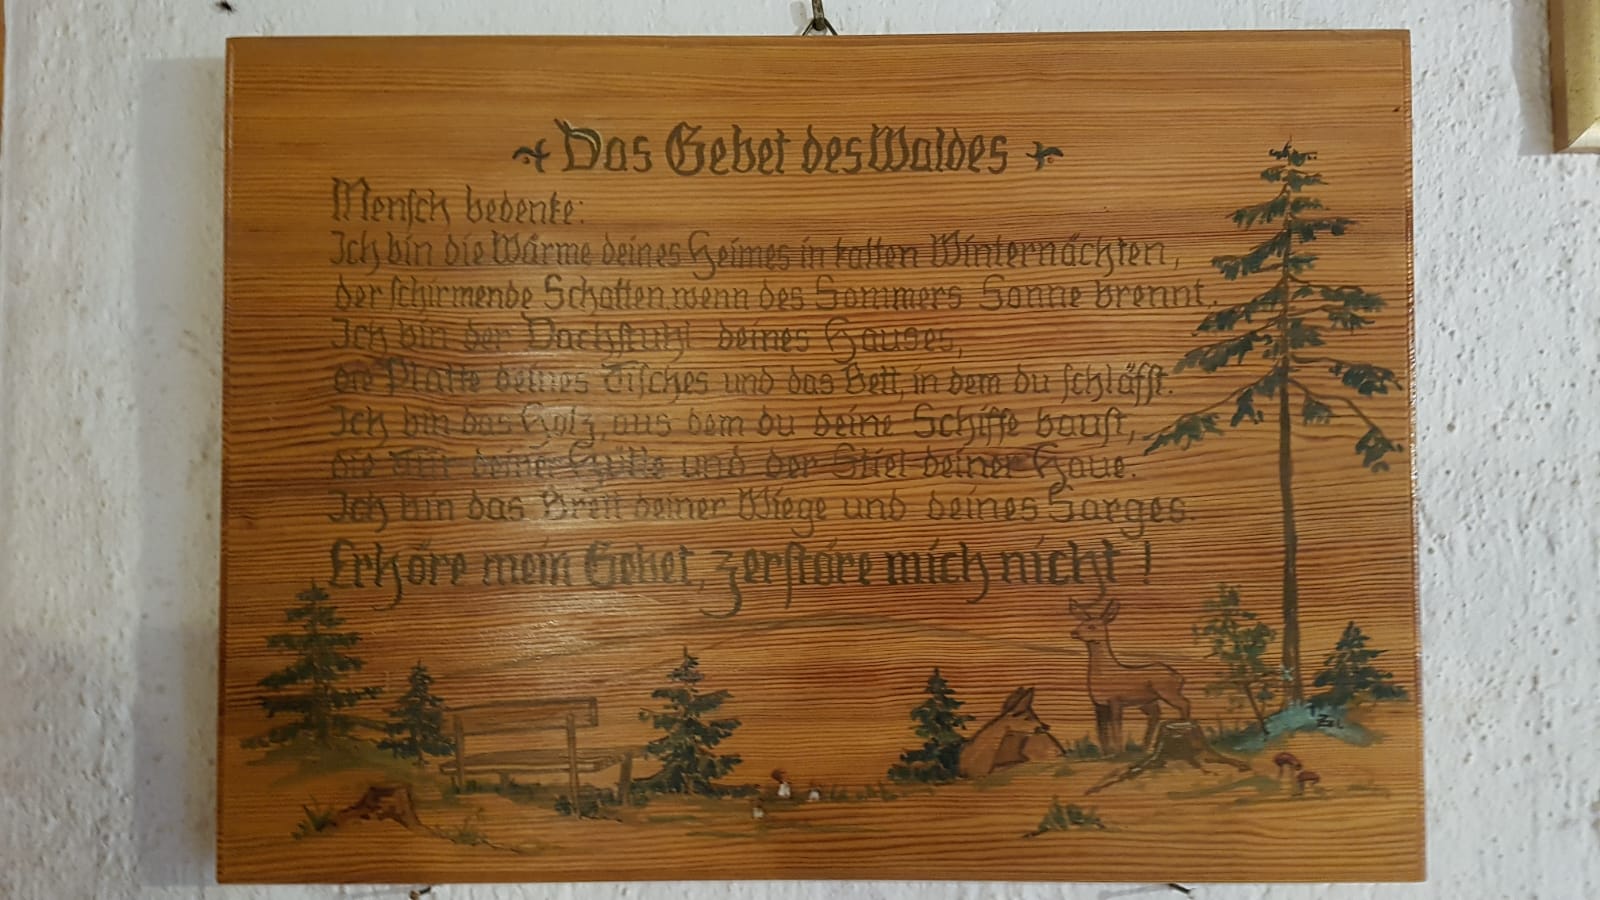 Das Gebet des Waldes
Mensch bedenke:
Ich bin die Wärme deines Heimes in kalten Winternächten,
der schirmende Schatten, wenn des Sommers Sonne brennt.
Ich bin der Dachstuhl deines Hauses,
die Platte deines Tisches und das Bett, in dem du schläfst.
Ich bin das Holz, aus dem du deine Schiffe baust,
die Tür deiner Hütte und der Stiel deiner Haue.
Ich bin das Brett deiner Wiege und deines Sarges.
Erhöre mein Gebet, zerstöre mich nicht!